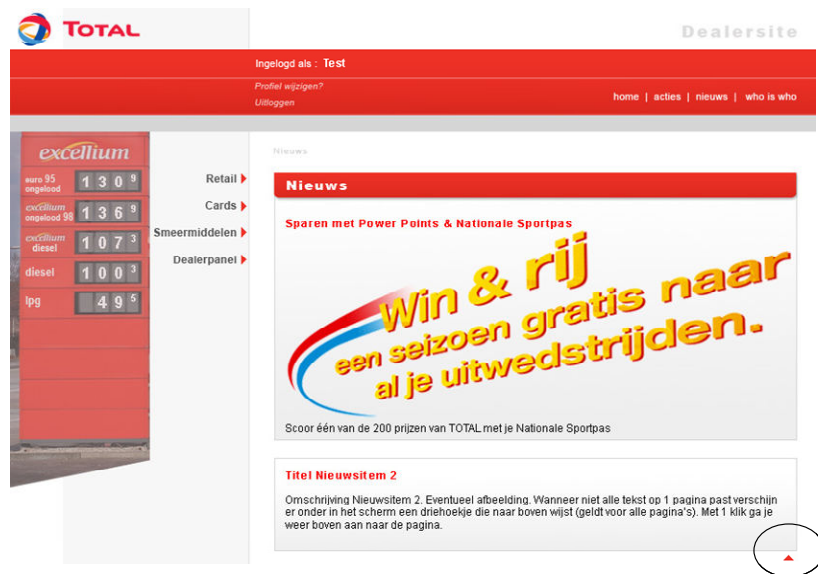 TOTAL
Dealersite
Ingelogd als : Test
Profiel wijzigen?
Uitloggen
home | acties | nieuws | who is who
excellium
euro 95 ongelood 1 3 0 9
excellium ongelood 98 1 3 6 9
excellium diesel 1 0 7 3
diesel 1 0 0 3
lpg 4 9 5
Retail
Cards
Smeermiddelen
Dealerpanel
Nieuws
Nieuws
Sparen met Power Points & Nationale Sportpas
Win & rij
een seizoen gratis naar
al je uitwedstrijden.
Scoor één van de 200 prijzen van TOTAL met je Nationale Sportpas
Titel Nieuwsitem 2
Omschrijving Nieuwsitem 2. Eventueel afbeelding. Wanneer niet alle tekst op 1 pagina past verschijn
er onder in het scherm een driehoekje die naar boven wijst (geldt voor alle pagina's). Met 1 klik ga je
weer boven aan naar de pagina.